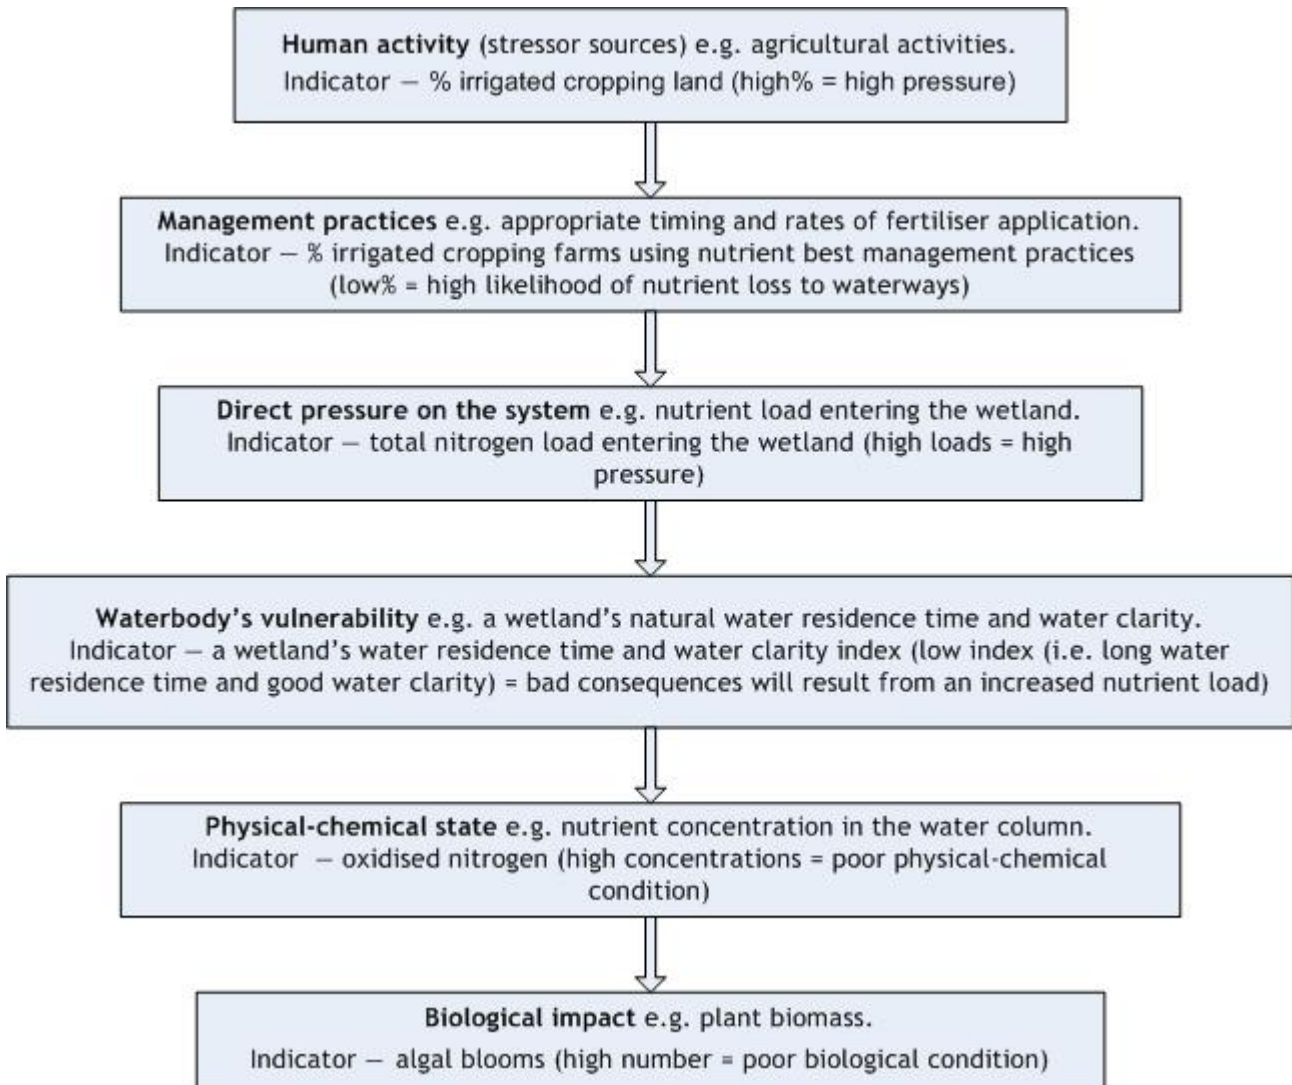 Human activity (stressor sources) e.g. agricultural activities.
Indicator — % irrigated cropping land (high% = high pressure)
Management practices e.g. appropriate timing and rates of fertiliser application.
Indicator — % irrigated cropping farms using nutrient best management practices
(low% = high likelihood of nutrient loss to waterways)
Direct pressure on the system e.g. nutrient load entering the wetland.
Indicator — total nitrogen load entering the wetland (high loads = high
pressure)
Waterbody’s vulnerability e.g. a wetland’s natural water residence time and water clarity.
Indicator — a wetland’s water residence time and water clarity index (low index (i.e. long water
residence time and good water clarity) = bad consequences will result from an increased nutrient load)
Physical-chemical state e.g. nutrient concentration in the water column.
Indicator — oxidised nitrogen (high concentrations = poor physical-chemical
condition)
Biological impact e.g. plant biomass.
Indicator — algal blooms (high number = poor biological condition)